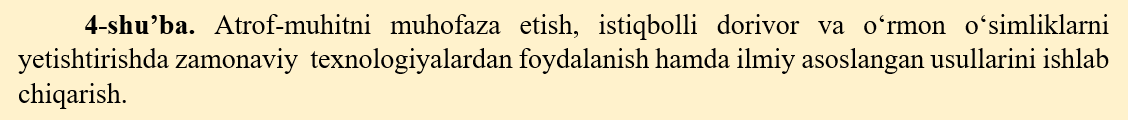 4-shu’ba. Atrof-muhitni muhofaza etish, istiqbolli dorivor va o‘rmon o‘simliklarni
yetishtirishda zamonaviy texnologiyalardan foydalanish hamda ilmiy asoslangan usullarini ishlab
chiqarish.